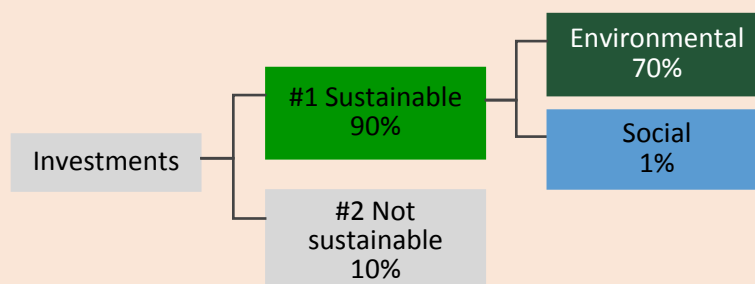 Investments
#1 Sustainable
90%
#2 Not
sustainable
10%
Environmental
70%
Social
1%